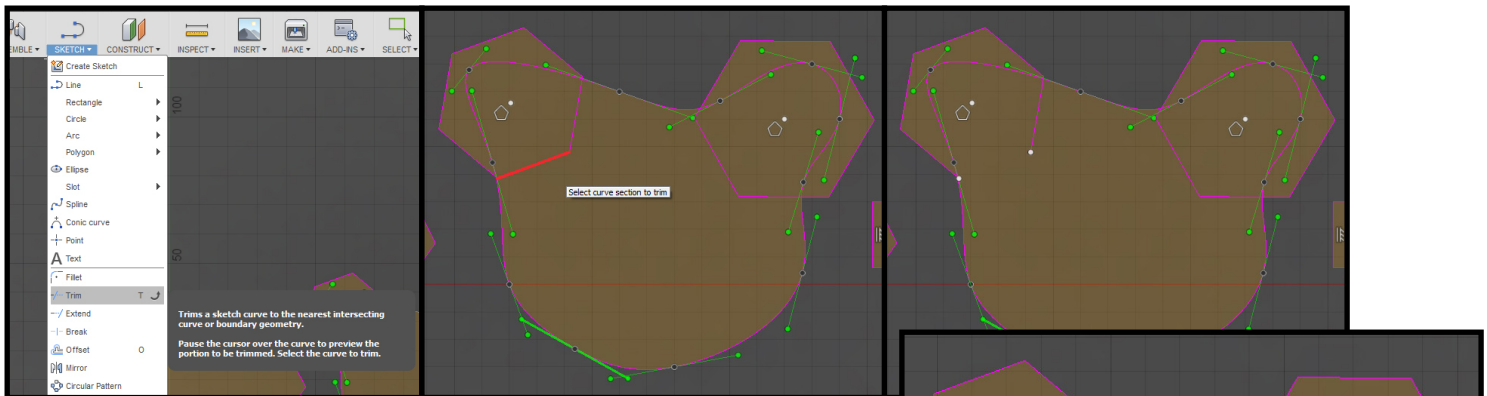 EMBLE ▾
SKETCH ▾
CONSTRUCT ▾
INSPECT ▾
INSERT ▾
MAKE ▾
ADD-INS ▾
SELECT ▾
Create Sketch
Line L
Rectangle
Circle
Arc
Polygon
Ellipse
Slot
Spline
Conic curve
Point
Text
Fillet
Trim T
Extend
Break
Offset O
Mirror
Circular Pattern
100
50
Trims a sketch curve to the nearest intersecting
curve or boundary geometry.
Pause the cursor over the curve to preview the
portion to be trimmed. Select the curve to trim.
Select curve section to trim